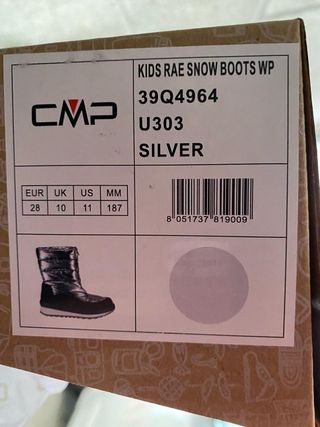 KIDS RAE SNOW BOOTS WP
CMP
39Q4964
U303
SILVER
EUR UK US MM
28 10 11 187
8 051737 819009